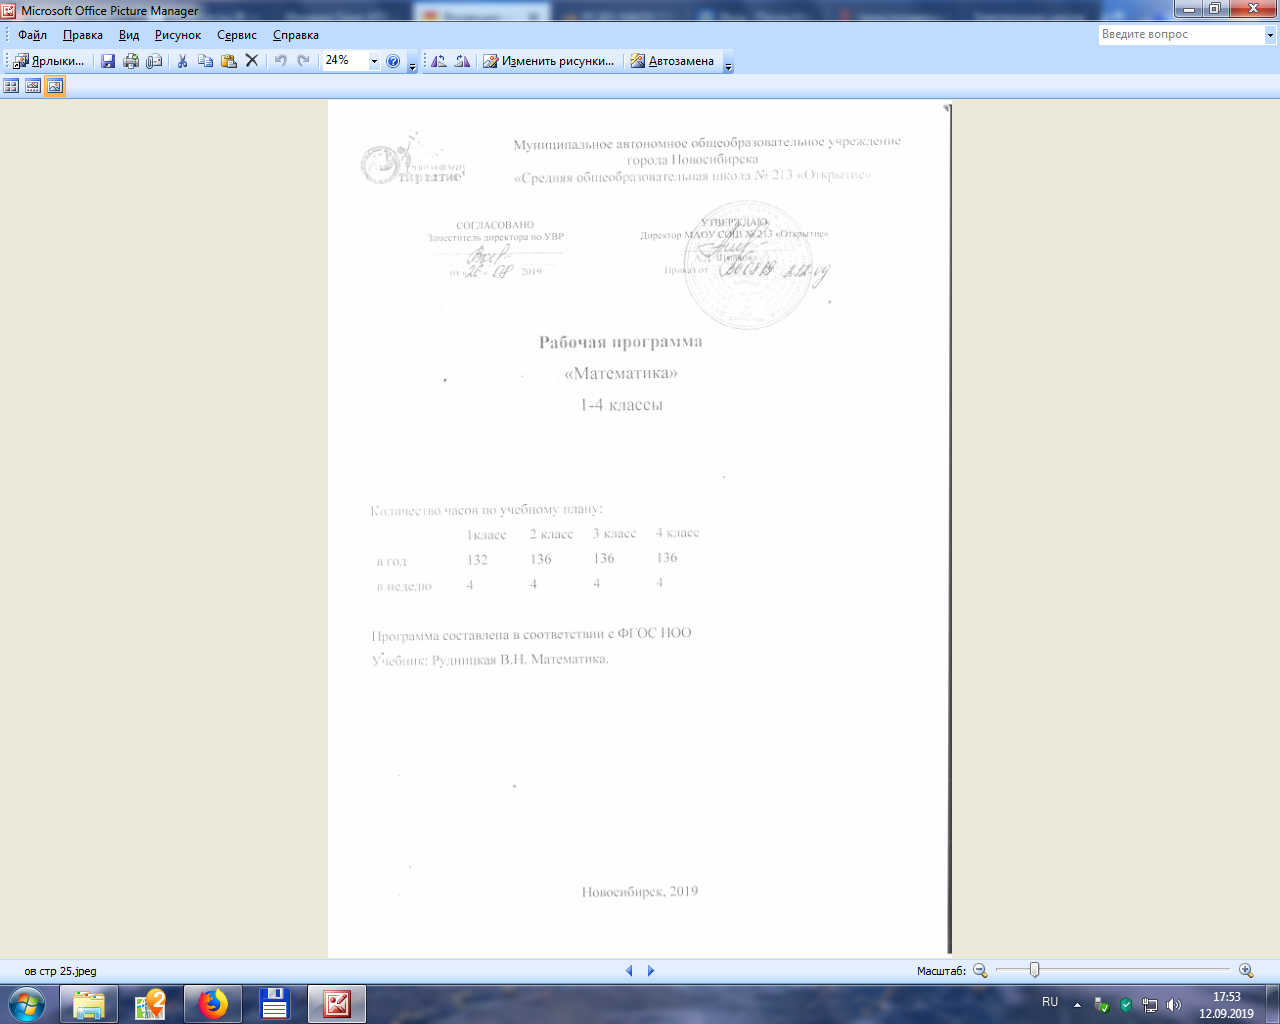 Microsoft Office Picture Manager
Файл Правка Вид Рисунок Сервис Справка
Введите вопрос
Ярлыки... 24% Изменить рисунки... Автозамена
Муниципальное автономное общеобразовательное учреждение
города Новосибирска
«Средняя общеобразовательная школа № 213 «Открытие»
СОГЛАСОВАНО
Заместитель директора по УВР
от «26» 08 2019
УТВЕРЖДАЮ
Директор МАОУ СОШ № 213 «Открытие»
Приказ от
Рабочая программа
«Математика»
1-4 классы
Количество часов по учебному плану:
1класс 2 класс 3 класс 4 класс
в год 132 136 136 136
в неделю 4 4 4 4
Программа составлена в соответствии с ФГОС НОО
Учебник: Рудницкая В.Н. Математика.
Новосибирск, 2019
ов стр 25.jpeg
Масштаб:
RU
17:53
12.09.2019